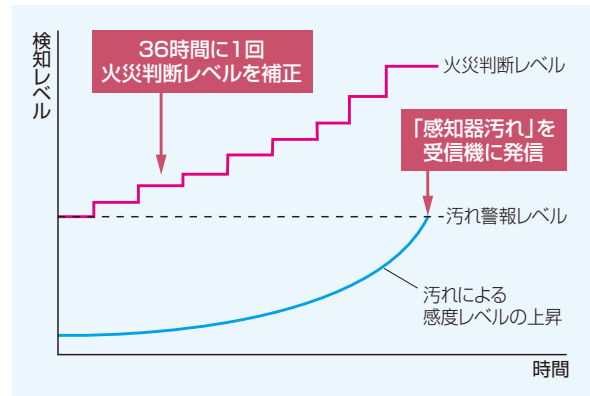 検知レベル
36時間に1回
火災判断レベルを補正
火災判断レベル
「感知器汚れ」を
受信機に発信
汚れ警報レベル
汚れによる
感度レベルの上昇
時間